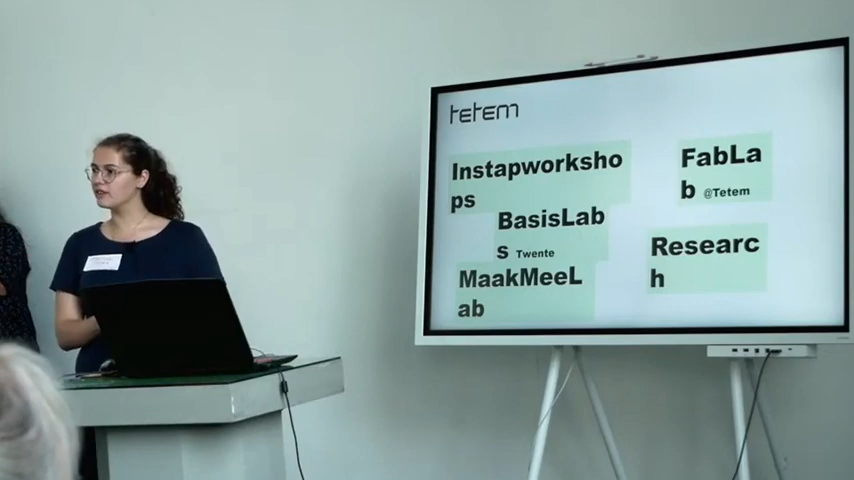 tetem
Instapworksho
ps
FabLa
b @Tetem
BasisLab
s Twente
Researc
h
MaakMeeL
ab